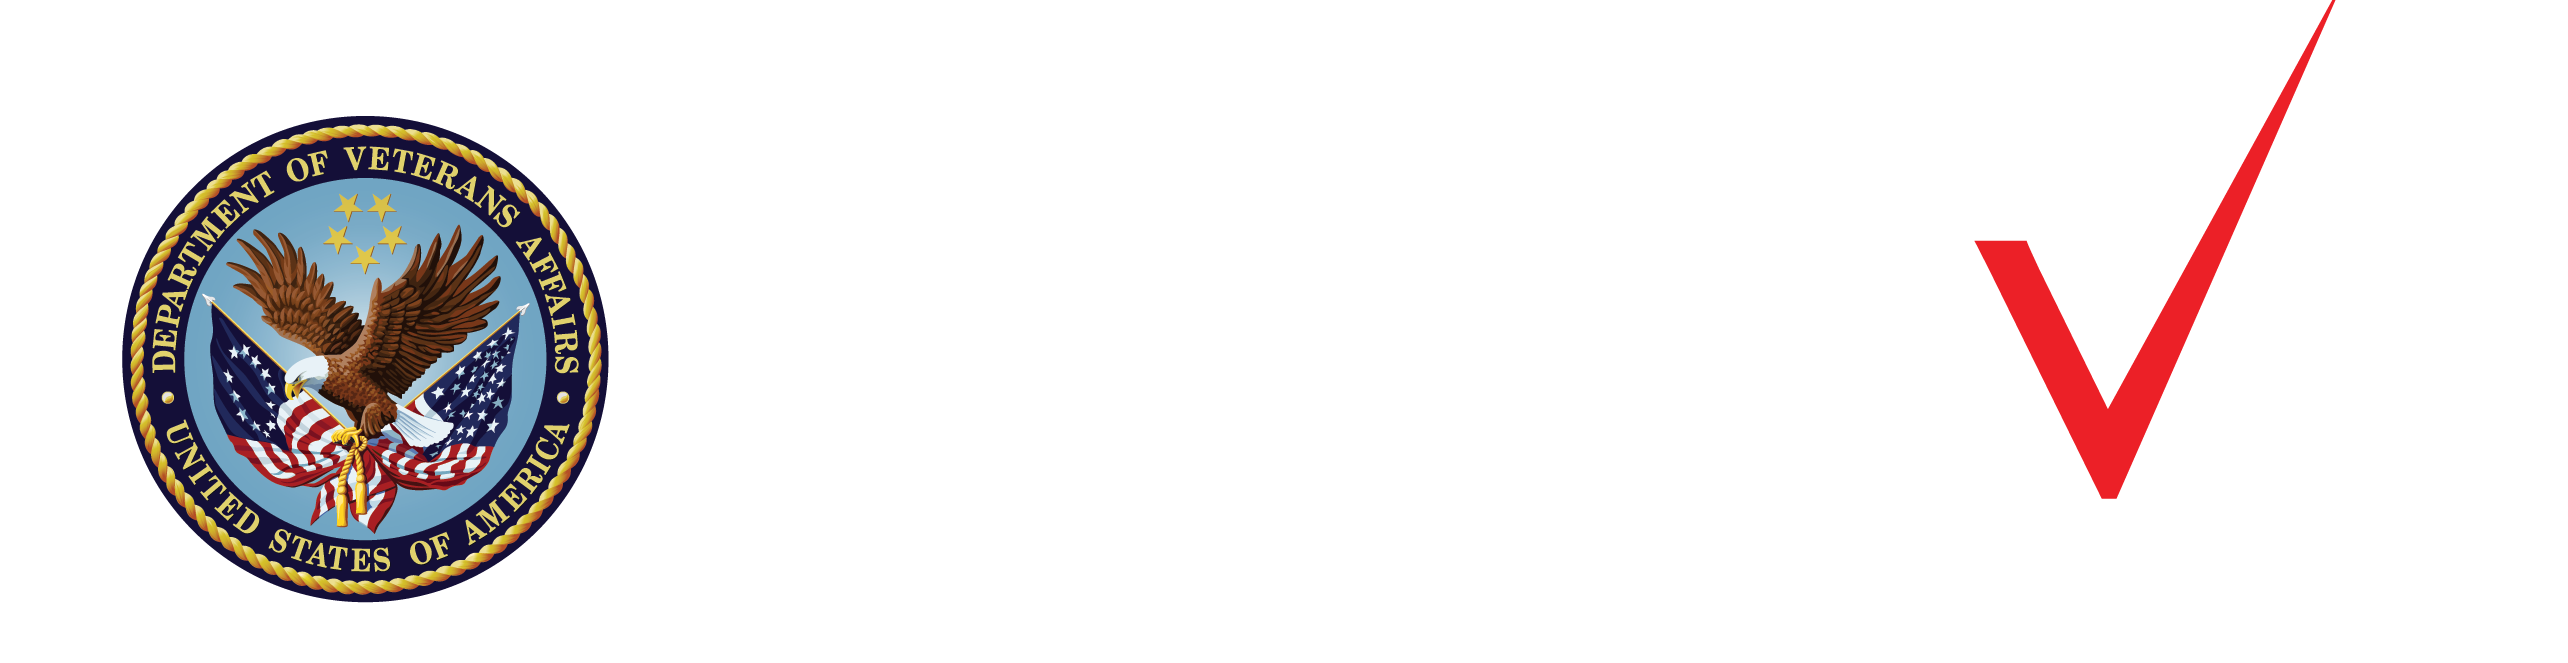 DEPARTMENT OF VETERANS AFFAIRS
UNITED STATES OF AMERICA